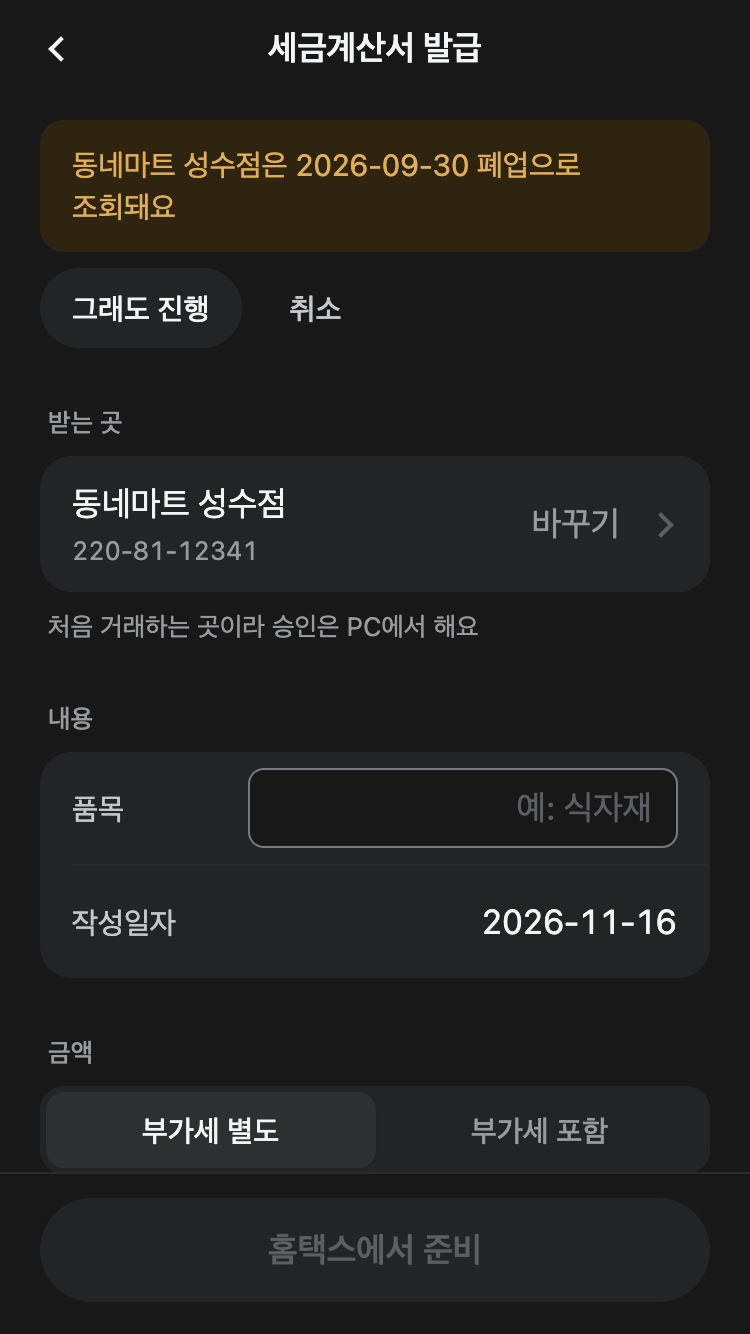 세금계산서 발급
동네마트 성수점은 2026-09-30 폐업으로
조회돼요
그래도 진행
취소
받는 곳
동네마트 성수점
220-81-12341
바꾸기
처음 거래하는 곳이라 승인은 PC에서 해요
내용
품목
예: 식자재
작성일자
2026-11-16
금액
부가세 별도
부가세 포함
홈택스에서 준비